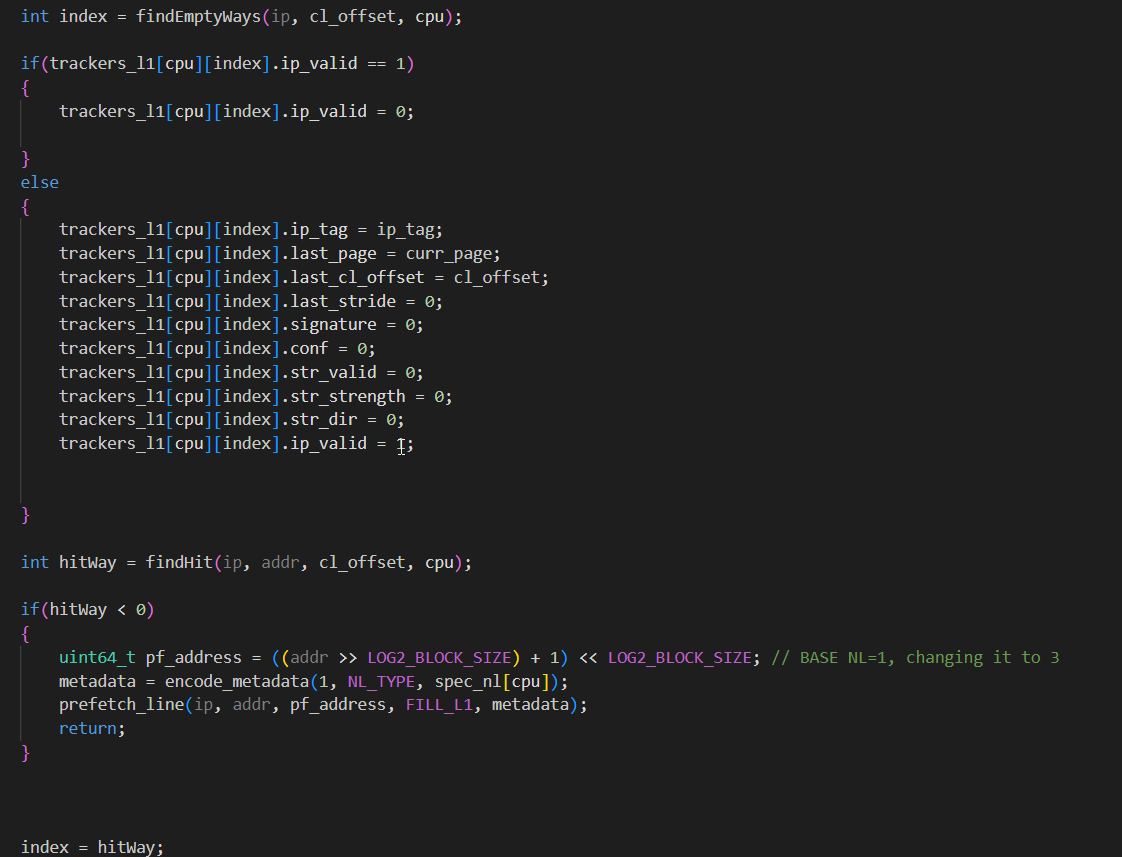 int index = findEmptyWays(ip, cl_offset, cpu);
if(trackers_l1[cpu][index].ip_valid == 1)
{
trackers_l1[cpu][index].ip_valid = 0;
}
else
{
trackers_l1[cpu][index].ip_tag = ip_tag;
trackers_l1[cpu][index].last_page = curr_page;
trackers_l1[cpu][index].last_cl_offset = cl_offset;
trackers_l1[cpu][index].last_stride = 0;
trackers_l1[cpu][index].signature = 0;
trackers_l1[cpu][index].conf = 0;
trackers_l1[cpu][index].str_valid = 0;
trackers_l1[cpu][index].str_strength = 0;
trackers_l1[cpu][index].str_dir = 0;
trackers_l1[cpu][index].ip_valid = 1;
}
int hitWay = findHit(ip, addr, cl_offset, cpu);
if(hitWay < 0)
{
uint64_t pf_address = ((addr >> LOG2_BLOCK_SIZE) + 1) << LOG2_BLOCK_SIZE; // BASE NL=1, changing it to 3
metadata = encode_metadata(1, NL_TYPE, spec_nl[cpu]);
prefetch_line(ip, addr, pf_address, FILL_L1, metadata);
return;
}
index = hitWay;